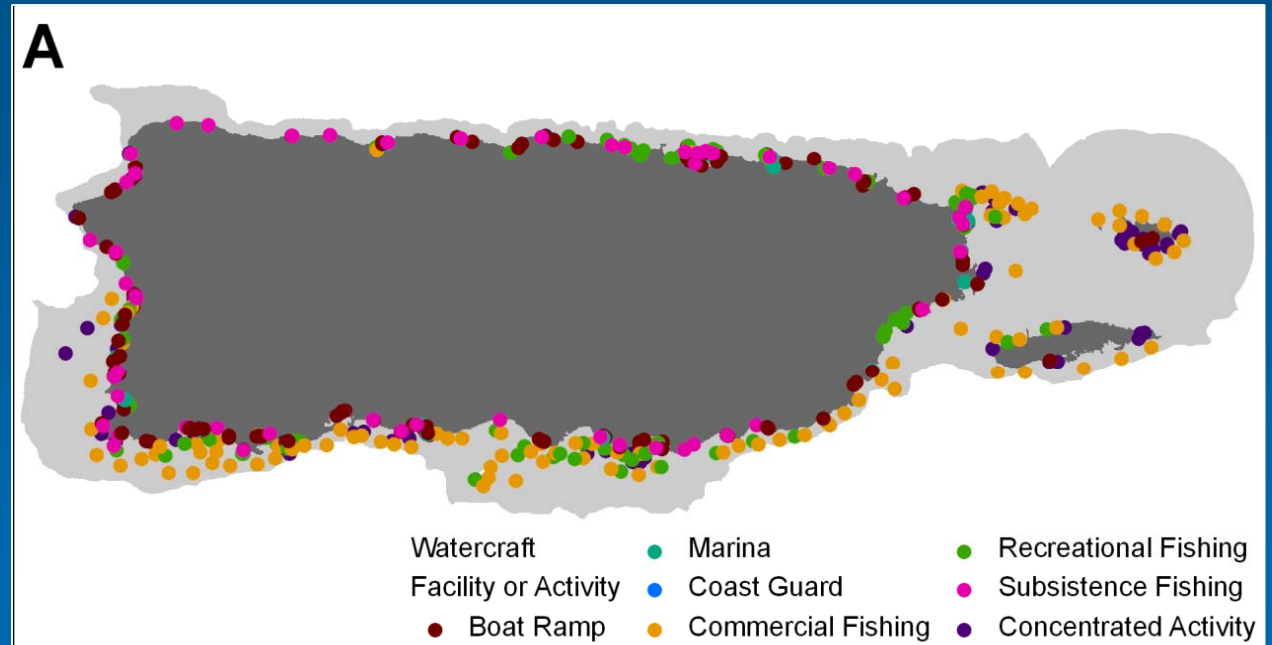 A
Watercraft
Facility or Activity
Boat Ramp
Marina
Coast Guard
Commercial Fishing
Recreational Fishing
Subsistence Fishing
Concentrated Activity